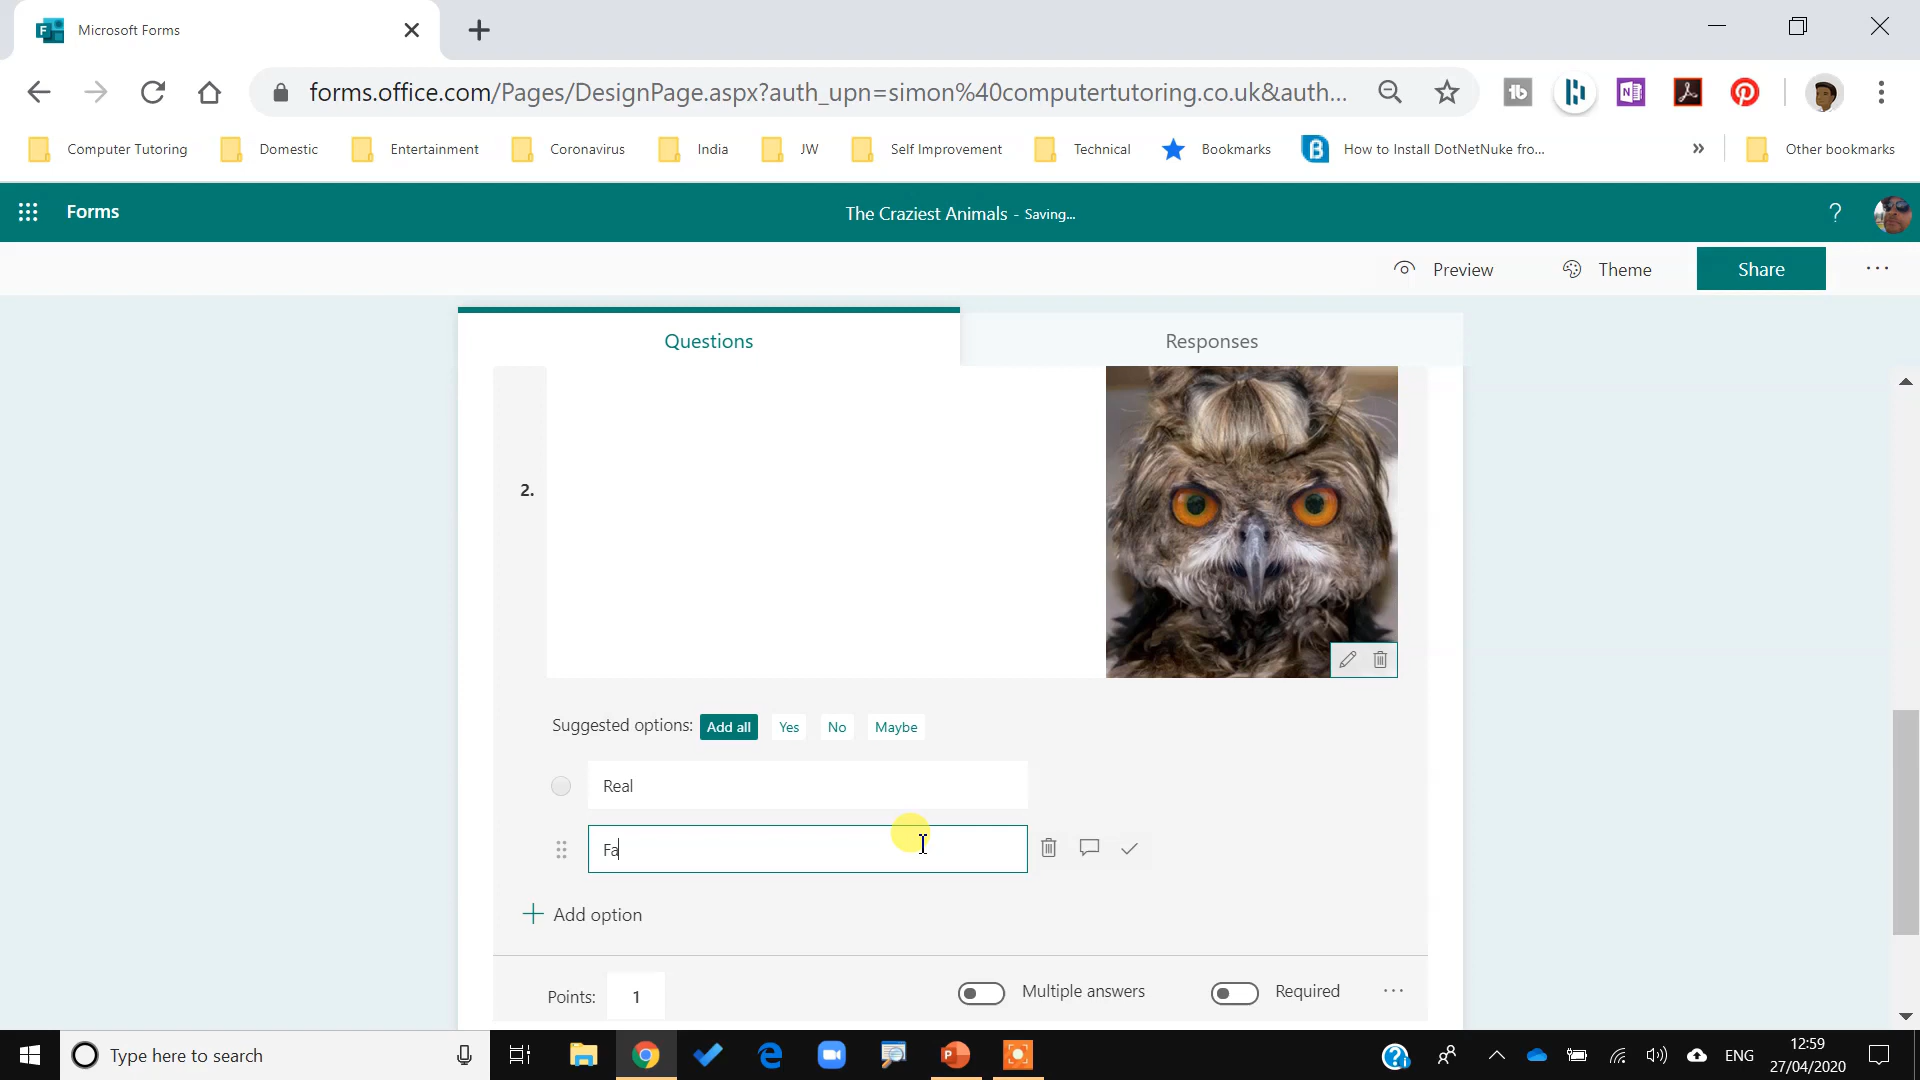 Microsoft Forms
forms.office.com/Pages/DesignPage.aspx?auth_upn=simon%40computertutoring.co.uk&auth...
Computer Tutoring
Domestic
Entertainment
Coronavirus
India
JW
Self Improvement
Technical
Bookmarks
How to Install DotNetNuke fro...
»
Other bookmarks
Forms
The Craziest Animals - Saving...
?
Preview
Theme
Share
Questions
Responses
2.
Suggested options: Add all Yes No Maybe
Real
Fa
Add option
Points: 1
Multiple answers
Required
Type here to search
ENG
12:59
27/04/2020